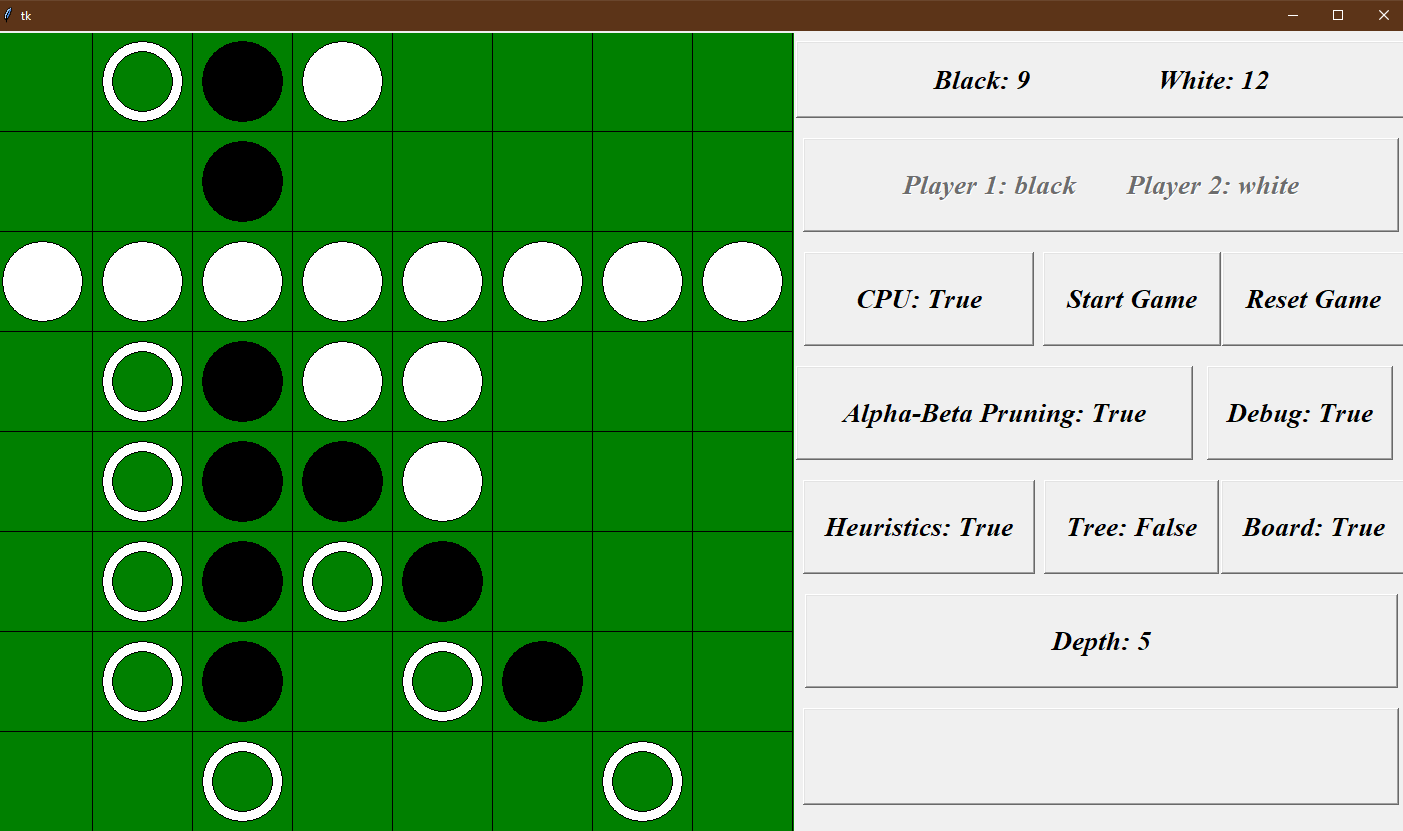 tk
Black: 9 White: 12
Player 1: black Player 2: white
CPU: True Start Game Reset Game
Alpha-Beta Pruning: True Debug: True
Heuristics: True Tree: False Board: True
Depth: 5